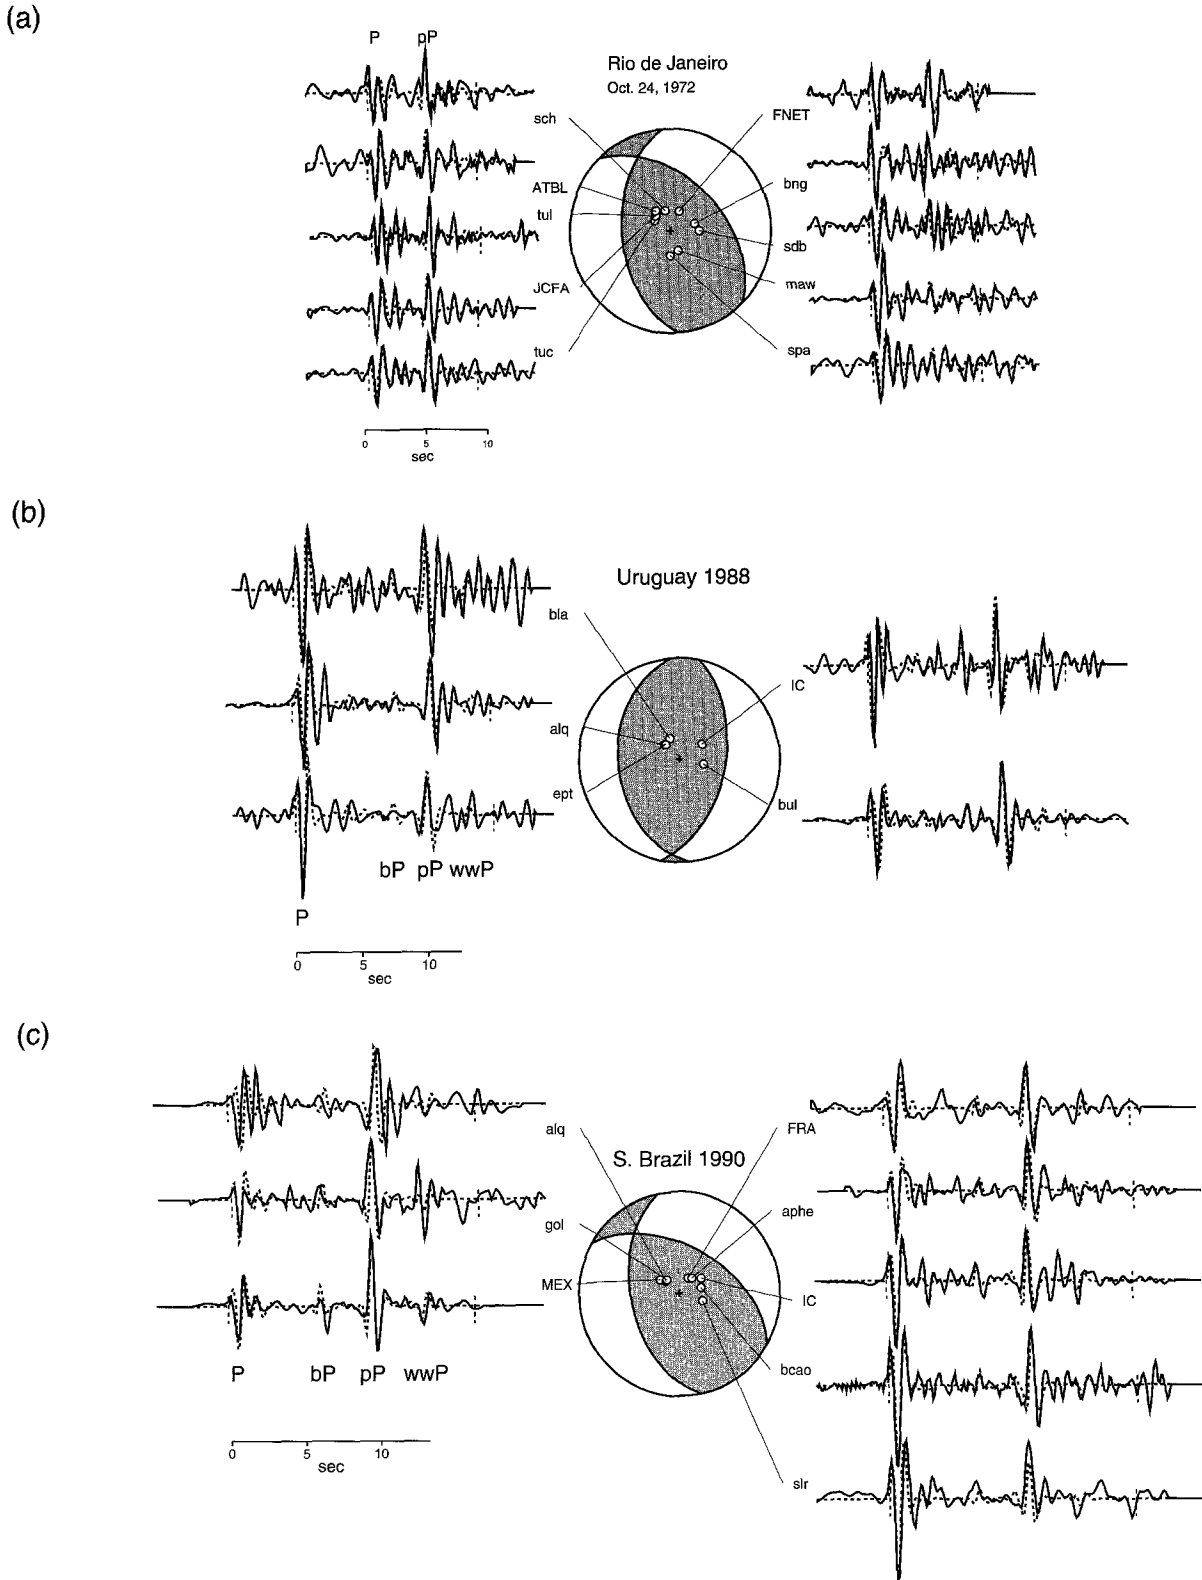 (a)
P pP
Rio de Janeiro
Oct. 24, 1972
sch
FNET
ATBL
bng
tul
sdb
JCFA
maw
tuc
spa
0 5 10
sec
(b)
Uruguay 1988
bla
IC
alq
ept
bul
bP pP wwP
P
0 5 10
sec
(c)
alq
FRA
S. Brazil 1990
gol
aphe
MEX
IC
P bP pP wwP
bcao
0 5 10
sec
slr